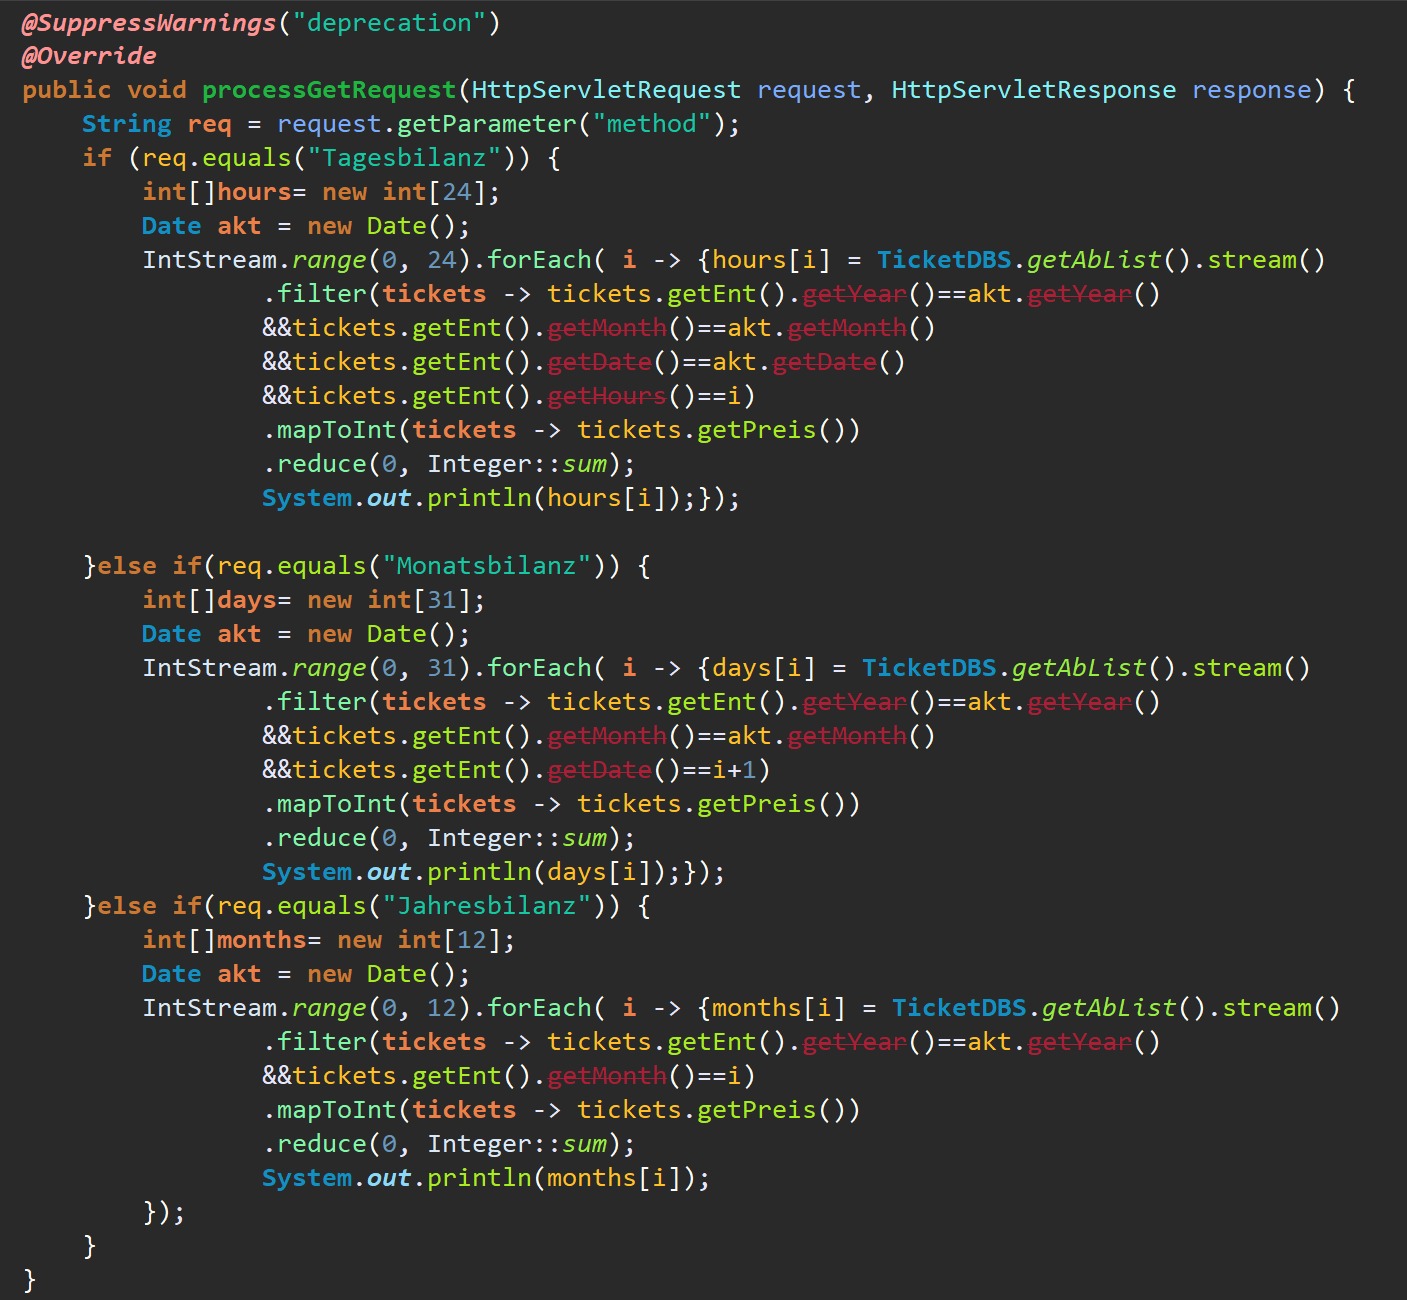 @SuppressWarnings("deprecation")
@Override
public void processGetRequest(HttpServletRequest request, HttpServletResponse response) {
    String req = request.getParameter("method");
    if (req.equals("Tagesbilanz")) {
        int[]hours= new int[24];
        Date akt = new Date();
        IntStream.range(0, 24).forEach( i -> {hours[i] = TicketDBS.getAbList().stream()
                .filter(tickets -> tickets.getEnt().getYear()==akt.getYear()
                &&tickets.getEnt().getMonth()==akt.getMonth()
                &&tickets.getEnt().getDate()==akt.getDate()
                &&tickets.getEnt().getHours()==i)
                .mapToInt(tickets -> tickets.getPreis())
                .reduce(0, Integer::sum);
                System.out.println(hours[i]);});

    }else if(req.equals("Monatsbilanz")) {
        int[]days= new int[31];
        Date akt = new Date();
        IntStream.range(0, 31).forEach( i -> {days[i] = TicketDBS.getAbList().stream()
                .filter(tickets -> tickets.getEnt().getYear()==akt.getYear()
                &&tickets.getEnt().getMonth()==akt.getMonth()
                &&tickets.getEnt().getDate()==i+1)
                .mapToInt(tickets -> tickets.getPreis())
                .reduce(0, Integer::sum);
                System.out.println(days[i]);});
    }else if(req.equals("Jahresbilanz")) {
        int[]months= new int[12];
        Date akt = new Date();
        IntStream.range(0, 12).forEach( i -> {months[i] = TicketDBS.getAbList().stream()
                .filter(tickets -> tickets.getEnt().getYear()==akt.getYear()
                &&tickets.getEnt().getMonth()==i)
                .mapToInt(tickets -> tickets.getPreis())
                .reduce(0, Integer::sum);
                System.out.println(months[i]);
        });
    }
}